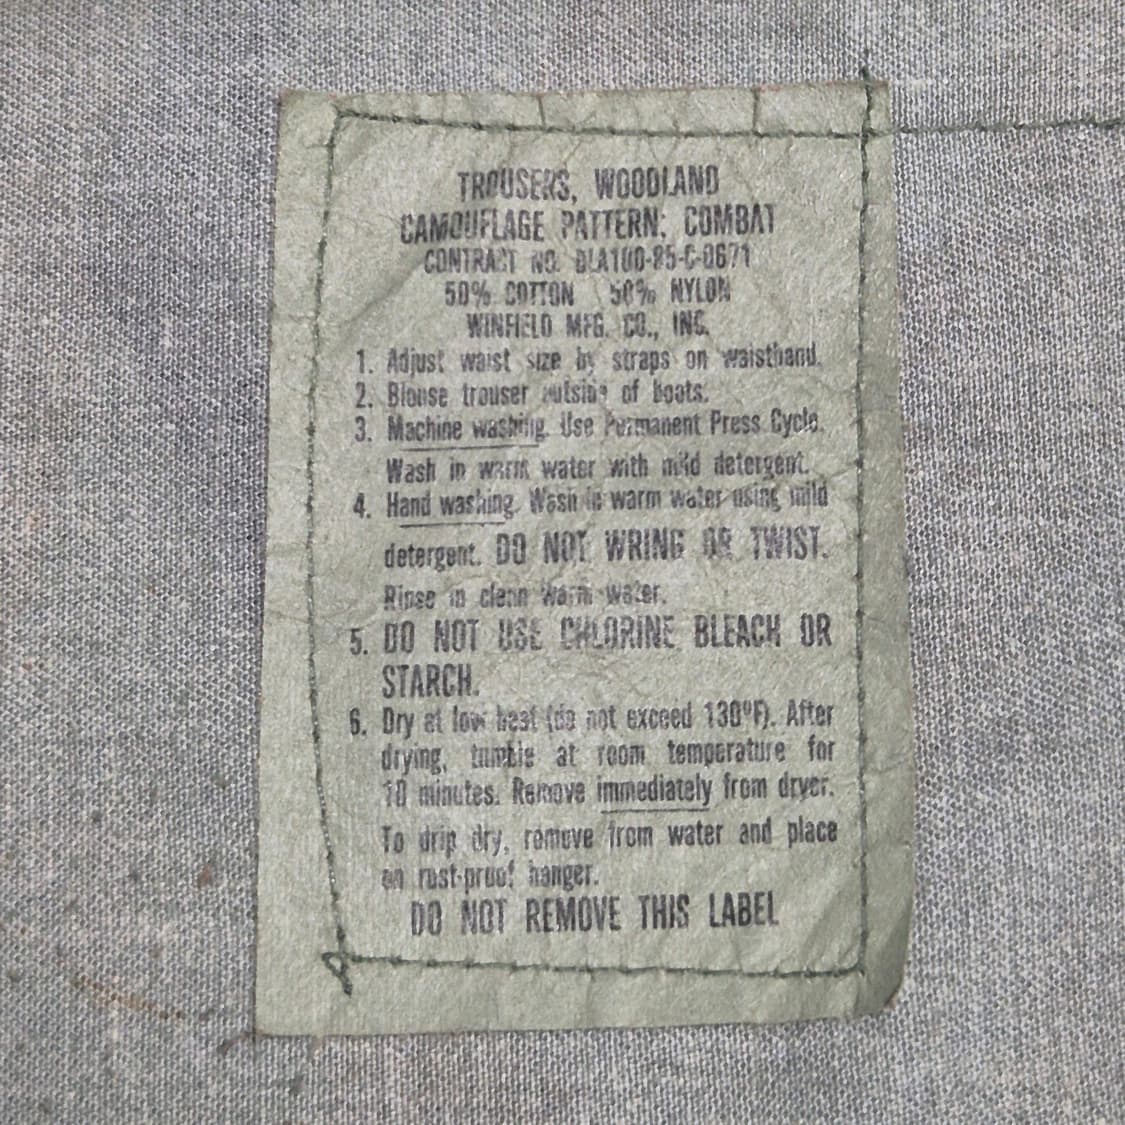 TROUSERS, WOODLAND
CAMOUFLAGE PATTERN; COMBAT
CONTRACT NO. DLA100-85-C-0671
50% COTTON 50% NYLON
WINFIELD MFG. CO., INC.
1. Adjust waist size by straps on waistband.
2. Blouse trouser outside of boots.
3. Machine washing. Use Permanent Press Cycle.
Wash in warm water with mild detergent.
4. Hand washing. Wash in warm water using mild
detergent. DO NOT WRING OR TWIST.
Rinse in clean warm water.
5. DO NOT USE CHLORINE BLEACH OR
STARCH.
6. Dry at low heat (do not exceed 130°F). After
drying, tumble at room temperature for
10 minutes. Remove immediately from dryer.
To drip dry, remove from water and place
on rust-proof hanger.
DO NOT REMOVE THIS LABEL